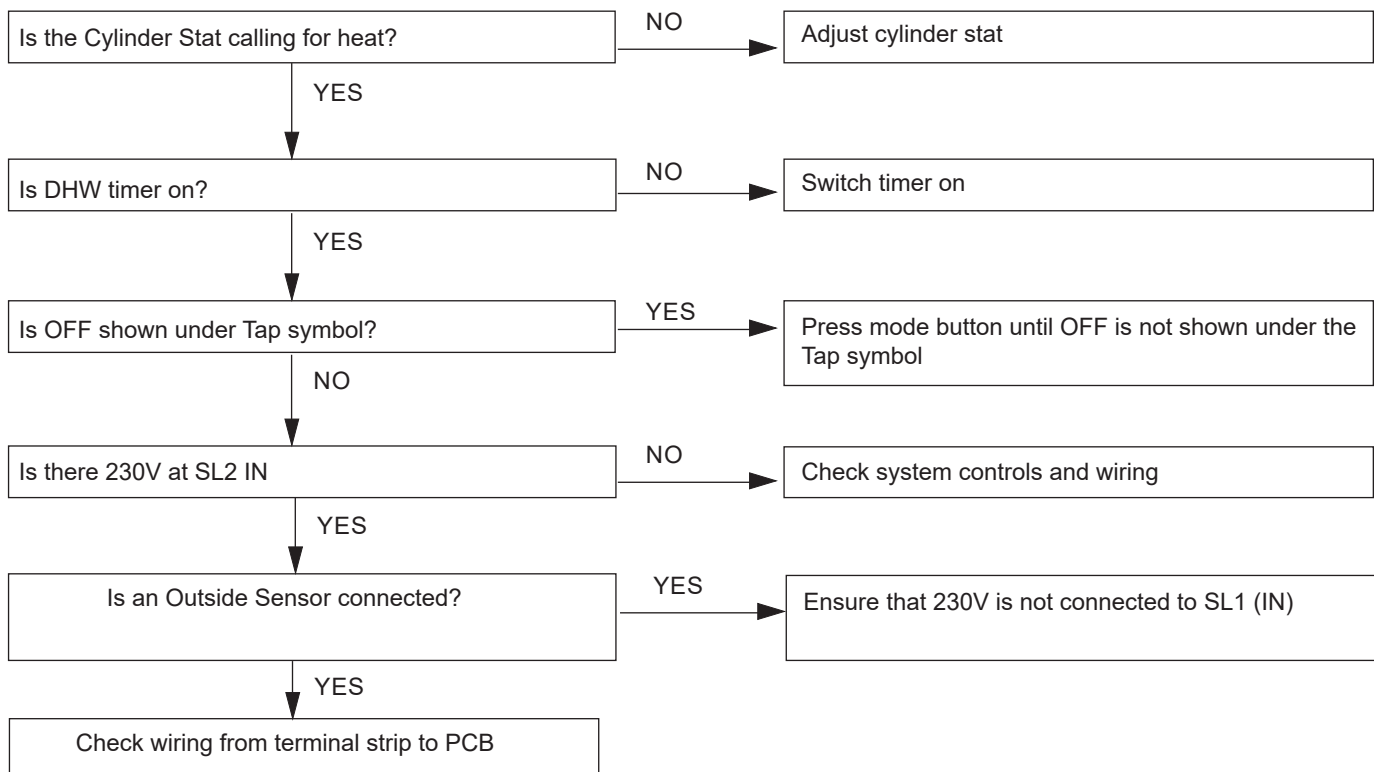 Is the Cylinder Stat calling for heat?
NO
Adjust cylinder stat
YES
Is DHW timer on?
NO
Switch timer on
YES
Is OFF shown under Tap symbol?
YES
Press mode button until OFF is not shown under the
Tap symbol
NO
Is there 230V at SL2 IN
NO
Check system controls and wiring
YES
Is an Outside Sensor connected?
YES
Ensure that 230V is not connected to SL1 (IN)
YES
Check wiring from terminal strip to PCB